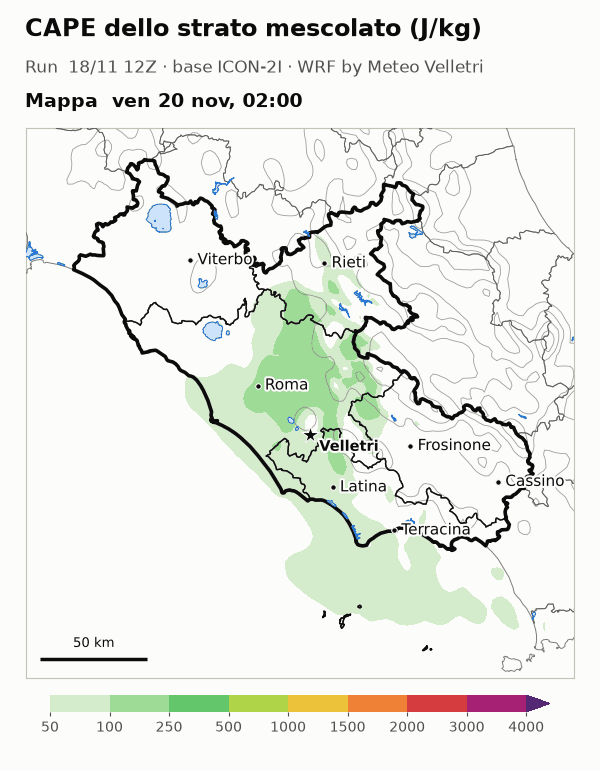 CAPE dello strato mescolato (J/kg)
Run  18/11 12Z · base ICON-2I · WRF by Meteo Velletri
Mappa  ven 20 nov, 02:00
Viterbo
Rieti
Roma
Velletri
Frosinone
Cassino
Latina
Terracina
50 km
50 100 250 500 1000 1500 2000 3000 4000